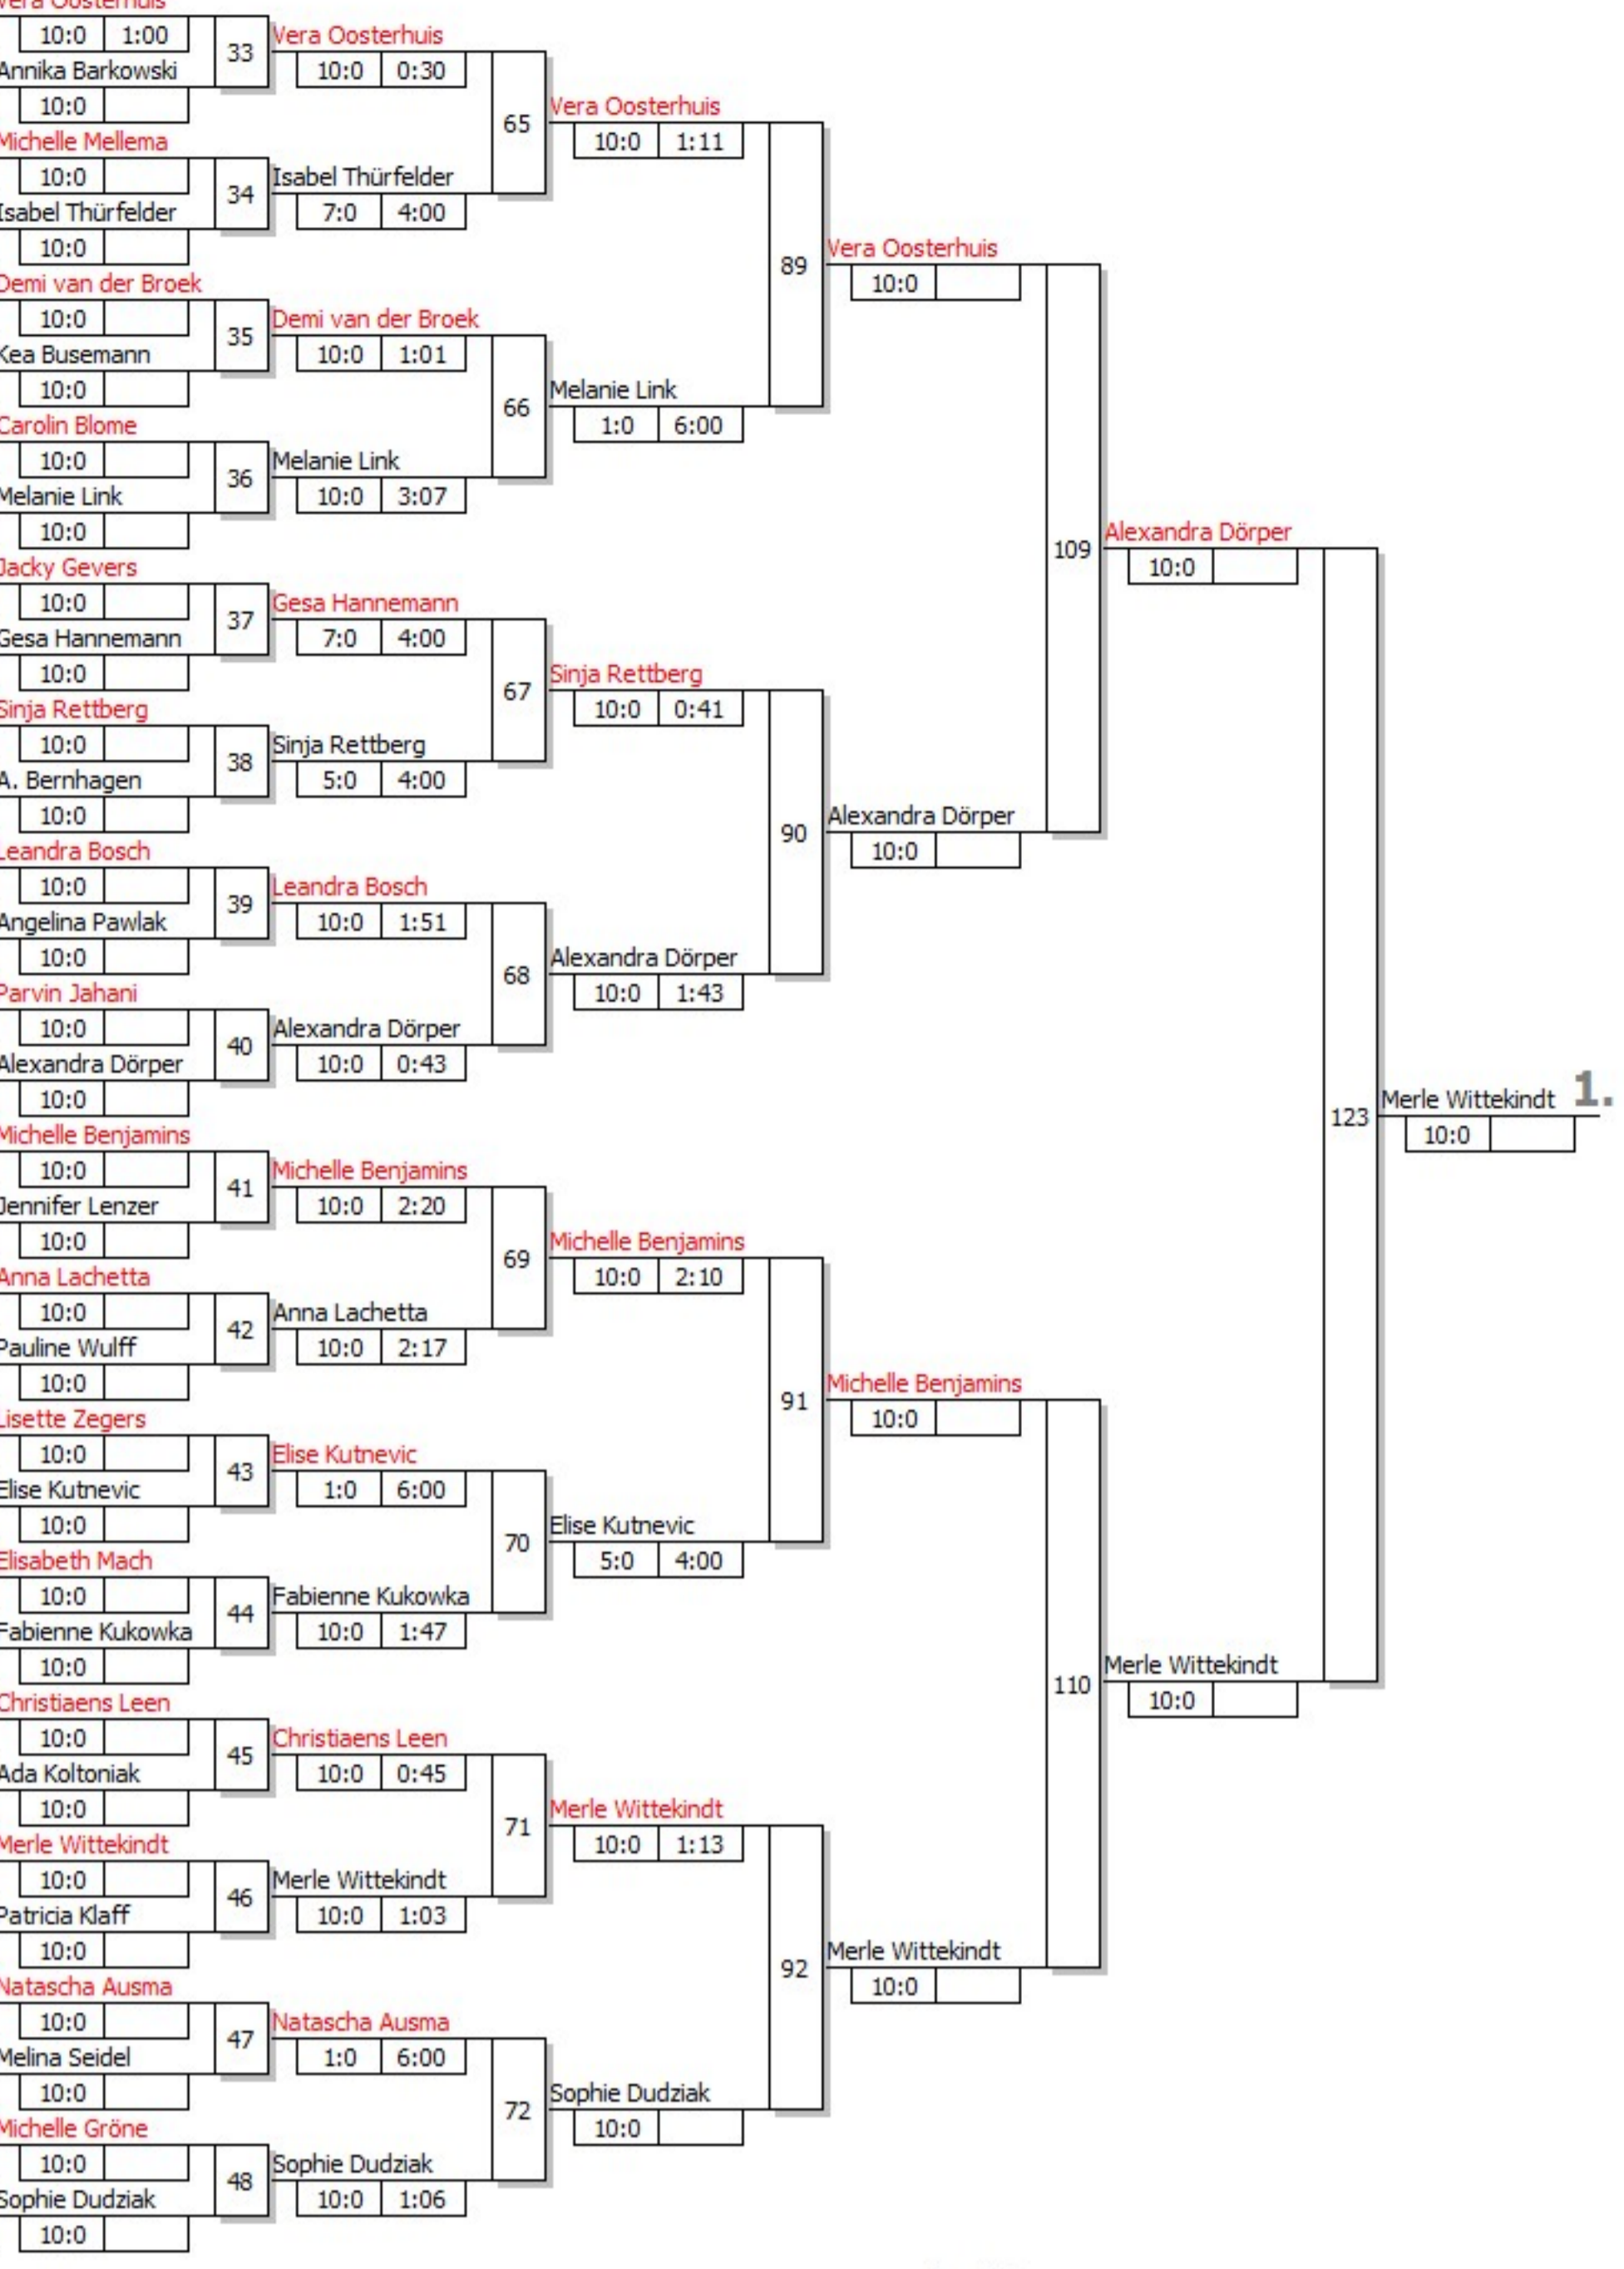 Vera Oosterhuis
10:0 1:00
Annika Barkowski
10:0
33
Michelle Mellema
10:0
Isabel Thürfelder
10:0
34
Demi van der Broek
10:0
Kea Busemann
10:0
35
Carolin Blome
10:0
Melanie Link
10:0
36
Jacky Gevers
10:0
Gesa Hannemann
10:0
37
Sinja Rettberg
10:0
A. Bernhagen
10:0
38
Leandra Bosch
10:0
Angelina Pawlak
10:0
39
Parvin Jahani
10:0
Alexandra Dörper
10:0
40
Michelle Benjamins
10:0
Jennifer Lenzer
10:0
41
Anna Lachetta
10:0
Pauline Wulff
10:0
42
Lisette Zegers
10:0
Elise Kutnevic
10:0
43
Elisabeth Mach
10:0
Fabienne Kukowka
10:0
44
Christiaens Leen
10:0
Ada Koltoniak
10:0
45
Merle Wittekindt
10:0
Patricia Klaff
10:0
46
Natascha Ausma
10:0
Melina Seidel
10:0
47
Michelle Gröne
10:0
Sophie Dudziak
10:0
48
Vera Oosterhuis
10:0 0:30
Isabel Thürfelder
7:0 4:00
65
Demi van der Broek
10:0 1:01
Melanie Link
10:0 3:07
66
Gesa Hannemann
7:0 4:00
Sinja Rettberg
5:0 4:00
67
Leandra Bosch
10:0 1:51
Alexandra Dörper
10:0 0:43
68
Michelle Benjamins
10:0 2:20
Anna Lachetta
10:0 2:17
69
Elise Kutnevic
1:0 6:00
Fabienne Kukowka
10:0 1:47
70
Christiaens Leen
10:0 0:45
Merle Wittekindt
10:0 1:03
71
Natascha Ausma
1:0 6:00
Sophie Dudziak
10:0 1:06
72
Vera Oosterhuis
10:0 1:11
Melanie Link
1:0 6:00
89
Sinja Rettberg
10:0 0:41
Alexandra Dörper
10:0 1:43
90
Michelle Benjamins
10:0 2:10
Elise Kutnevic
5:0 4:00
91
Merle Wittekindt
10:0 1:13
Sophie Dudziak
10:0
92
Vera Oosterhuis
10:0
Alexandra Dörper
10:0
109
Michelle Benjamins
10:0
Merle Wittekindt
10:0
110
Alexandra Dörper
10:0
Merle Wittekindt
10:0
123
Merle Wittekindt 1.
10:0